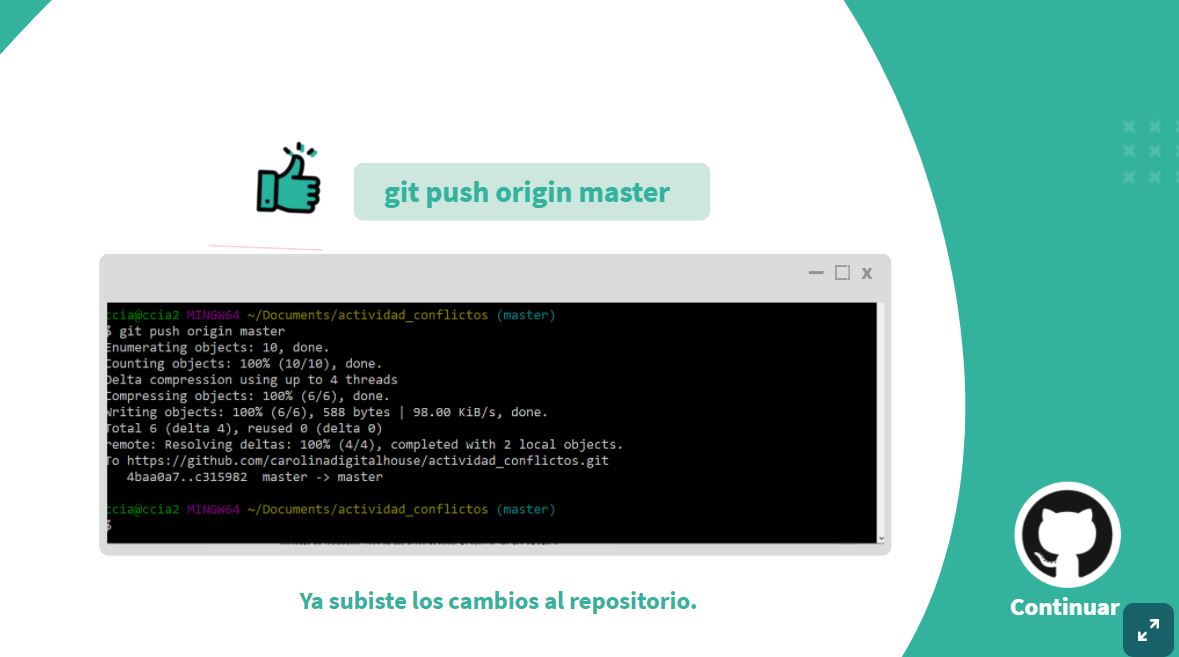 git push origin master
ccia@ccia2 MINGW64 ~/Documents/actividad_conflictos (master)
$ git push origin master
Enumerating objects: 10, done.
Counting objects: 100% (10/10), done.
Delta compression using up to 4 threads
Compressing objects: 100% (6/6), done.
Writing objects: 100% (6/6), 588 bytes | 98.00 KiB/s, done.
Total 6 (delta 4), reused 0 (delta 0)
remote: Resolving deltas: 100% (4/4), completed with 2 local objects.
To https://github.com/carolinadigitalhouse/actividad_conflictos.git
4baa0a7..c315982 master -> master
ccia@ccia2 MINGW64 ~/Documents/actividad_conflictos (master)
$
Ya subiste los cambios al repositorio.
Continuar